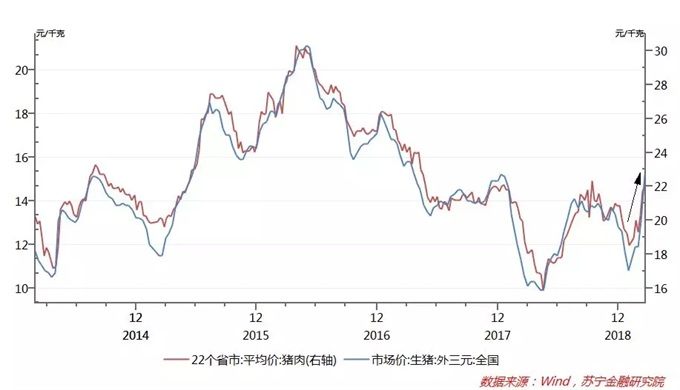 元/千克 元/千克
20 30
18 28
16 26
14 24
12 22
10 20
18
16
12 12 12 12 12
2014 2015 2016 2017 2018
22个省市:平均价:猪肉(右轴) 市场价:生猪:外三元:全国
数据来源：Wind，苏宁金融研究院